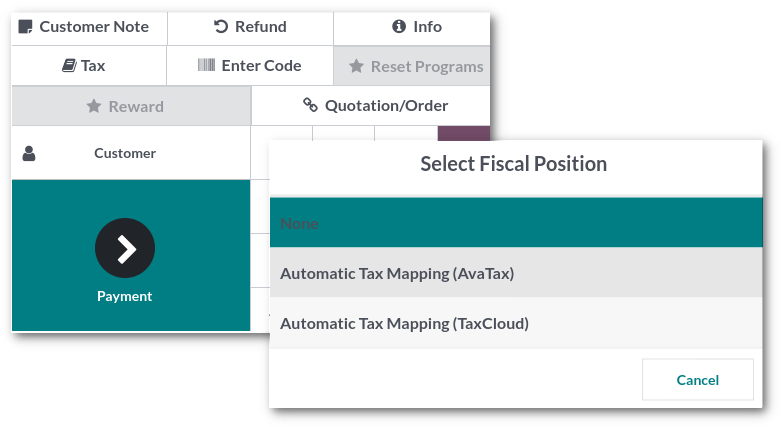 Customer Note Refund Info
Tax Enter Code Reset Programs
Reward Quotation/Order
Customer
Payment
Select Fiscal Position
None
Automatic Tax Mapping (AvaTax)
Automatic Tax Mapping (TaxCloud)
Cancel